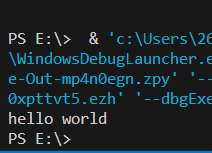 PS E:\> & 'c:\Users\26
\WindowsDebugLauncher.e
e-Out-mp4n0egn.zpy' '--
0xpttvt5.ezh' '--dbgExe
hello world
PS E:\>